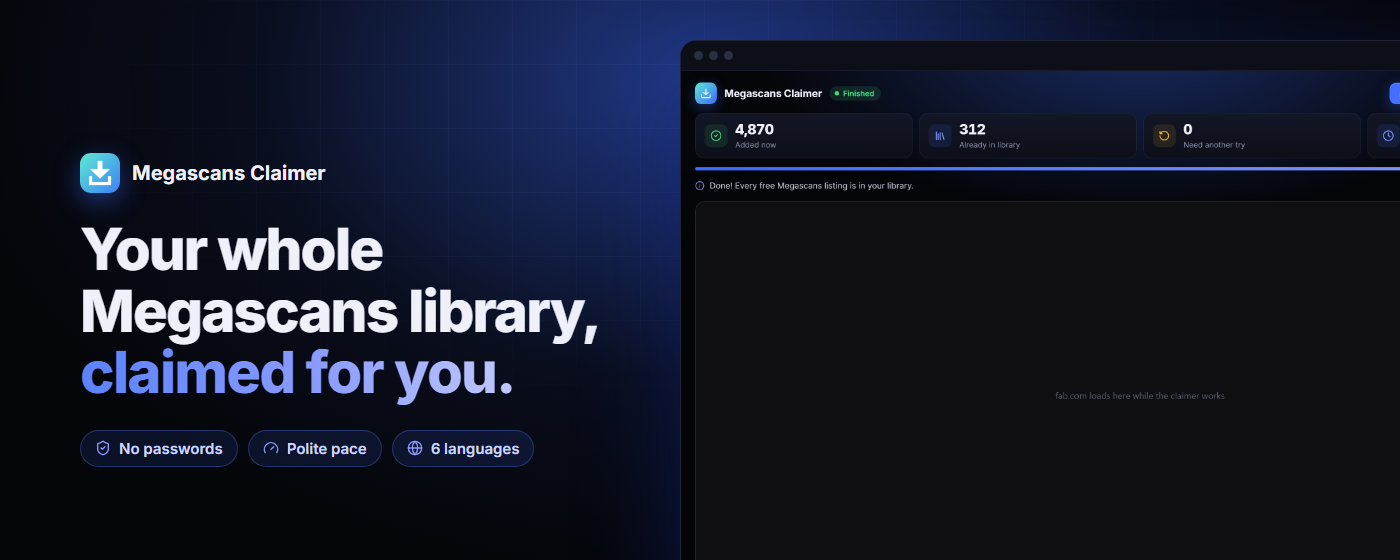 Megascans Claimer
Your whole
Megascans library,
claimed for you.
No passwords
Polite pace
6 languages
Megascans Claimer
Finished
4,870
Added now
312
Already in library
0
Need another try
Done! Every free Megascans listing is in your library.
fab.com loads here while the claimer works